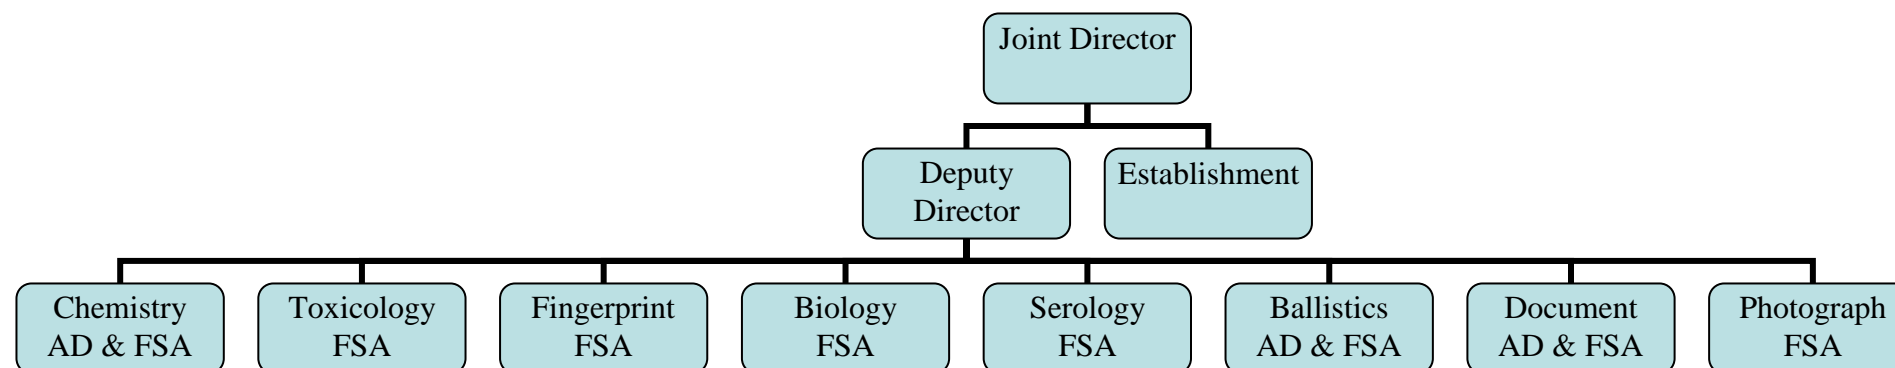 Joint Director
Deputy
Director
Establishment
Chemistry
AD & FSA
Toxicology
FSA
Fingerprint
FSA
Biology
FSA
Serology
FSA
Ballistics
AD & FSA
Document
AD & FSA
Photograph
FSA